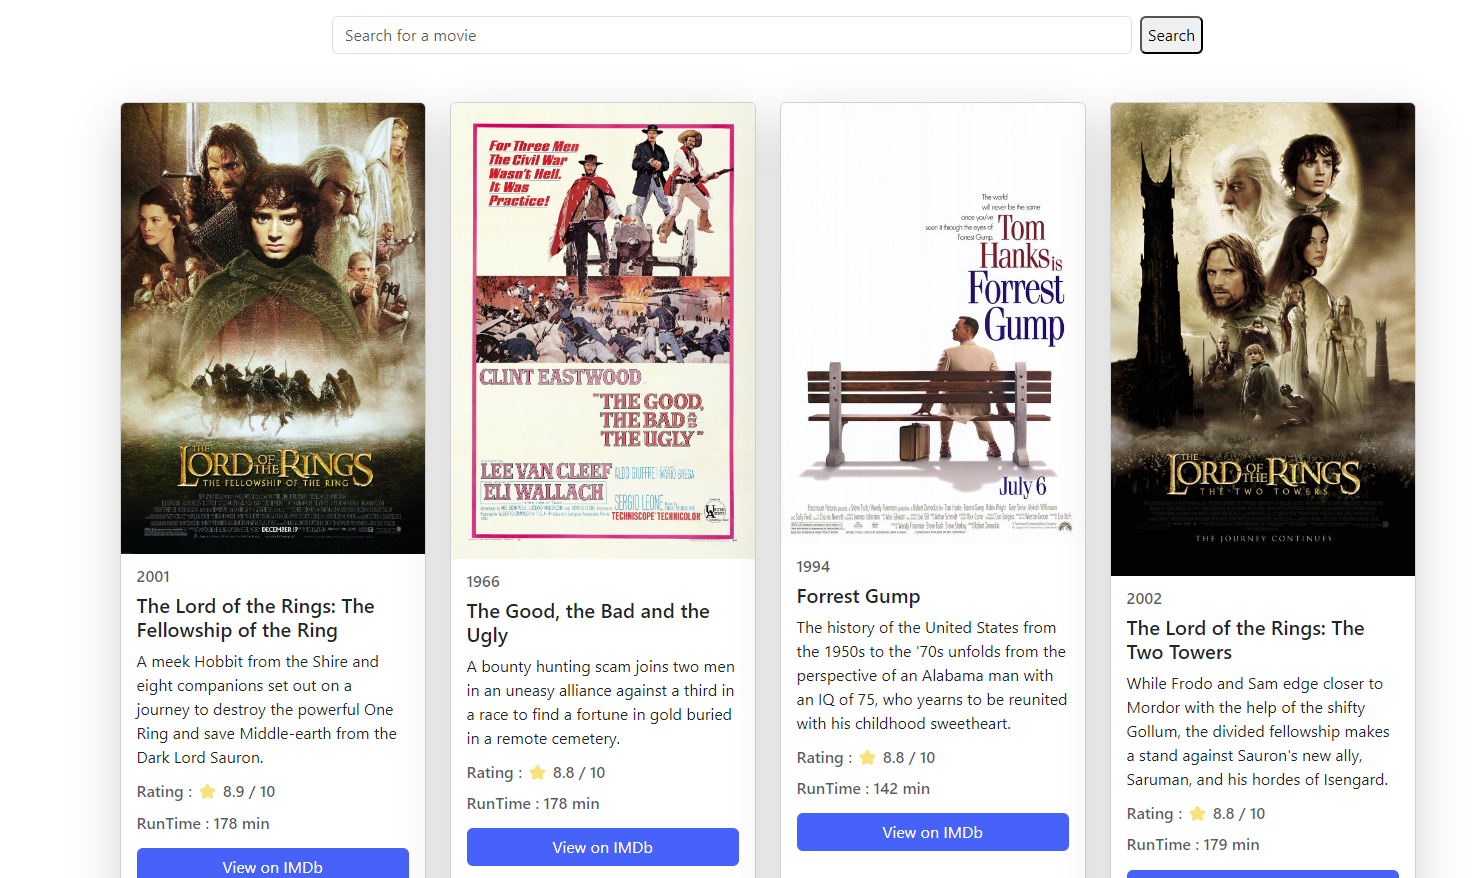 Search for a movie
Search
THE
LORD OF THE RINGS
THE FELLOWSHIP OF THE RING
DECEMBER 19
2001
The Lord of the Rings: The
Fellowship of the Ring
A meek Hobbit from the Shire and
eight companions set out on a
journey to destroy the powerful One
Ring and save Middle-earth from the
Dark Lord Sauron.
Rating : 8.9 / 10
RunTime : 178 min
View on IMDb
For Three Men
The Civil War
Wasn't Hell.
It Was
Practice!
CLINT EASTWOOD
"THE GOOD,
THE BAD AND
THE UGLY"
LEE VAN CLEEF
ELI WALLACH
SERGIO LEONE
TECHNISCOPE TECHNICOLOR
1966
The Good, the Bad and the
Ugly
A bounty hunting scam joins two men
in an uneasy alliance against a third in
a race to find a fortune in gold buried
in a remote cemetery.
Rating : 8.8 / 10
RunTime : 178 min
View on IMDb
The world
will never be the same
once you've
seen it through the eyes of
Forrest Gump.
Tom
Hanks is
Forrest
Gump
July 6
1994
Forrest Gump
The history of the United States from
the 1950s to the '70s unfolds from the
perspective of an Alabama man with
an IQ of 75, who yearns to be reunited
with his childhood sweetheart.
Rating : 8.8 / 10
RunTime : 142 min
View on IMDb
THE
LORD OF THE RINGS
THE TWO TOWERS
THE JOURNEY CONTINUES
2002
The Lord of the Rings: The
Two Towers
While Frodo and Sam edge closer to
Mordor with the help of the shifty
Gollum, the divided fellowship makes
a stand against Sauron's new ally,
Saruman, and his hordes of Isengard.
Rating : 8.8 / 10
RunTime : 179 min